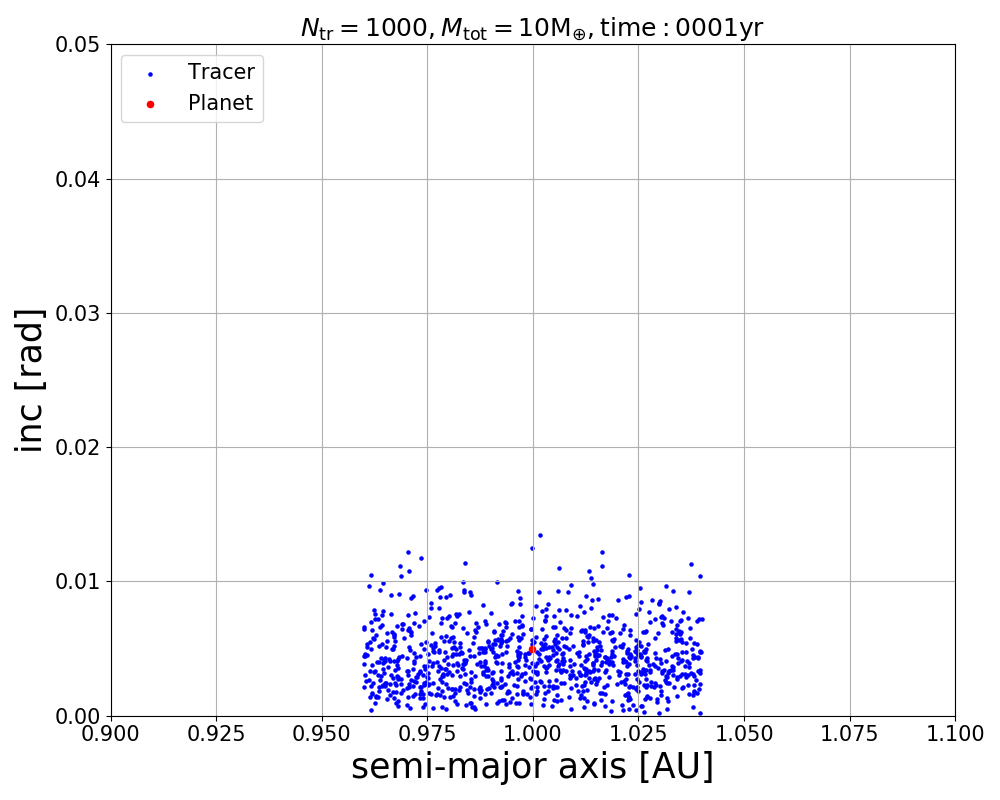 N_tr = 1000, M_tot = 10M_⊕, time : 0001yr
Tracer
Planet
inc [rad]
0.05
0.04
0.03
0.02
0.01
0.00
0.900 0.925 0.950 0.975 1.000 1.025 1.050 1.075 1.100
semi-major axis [AU]